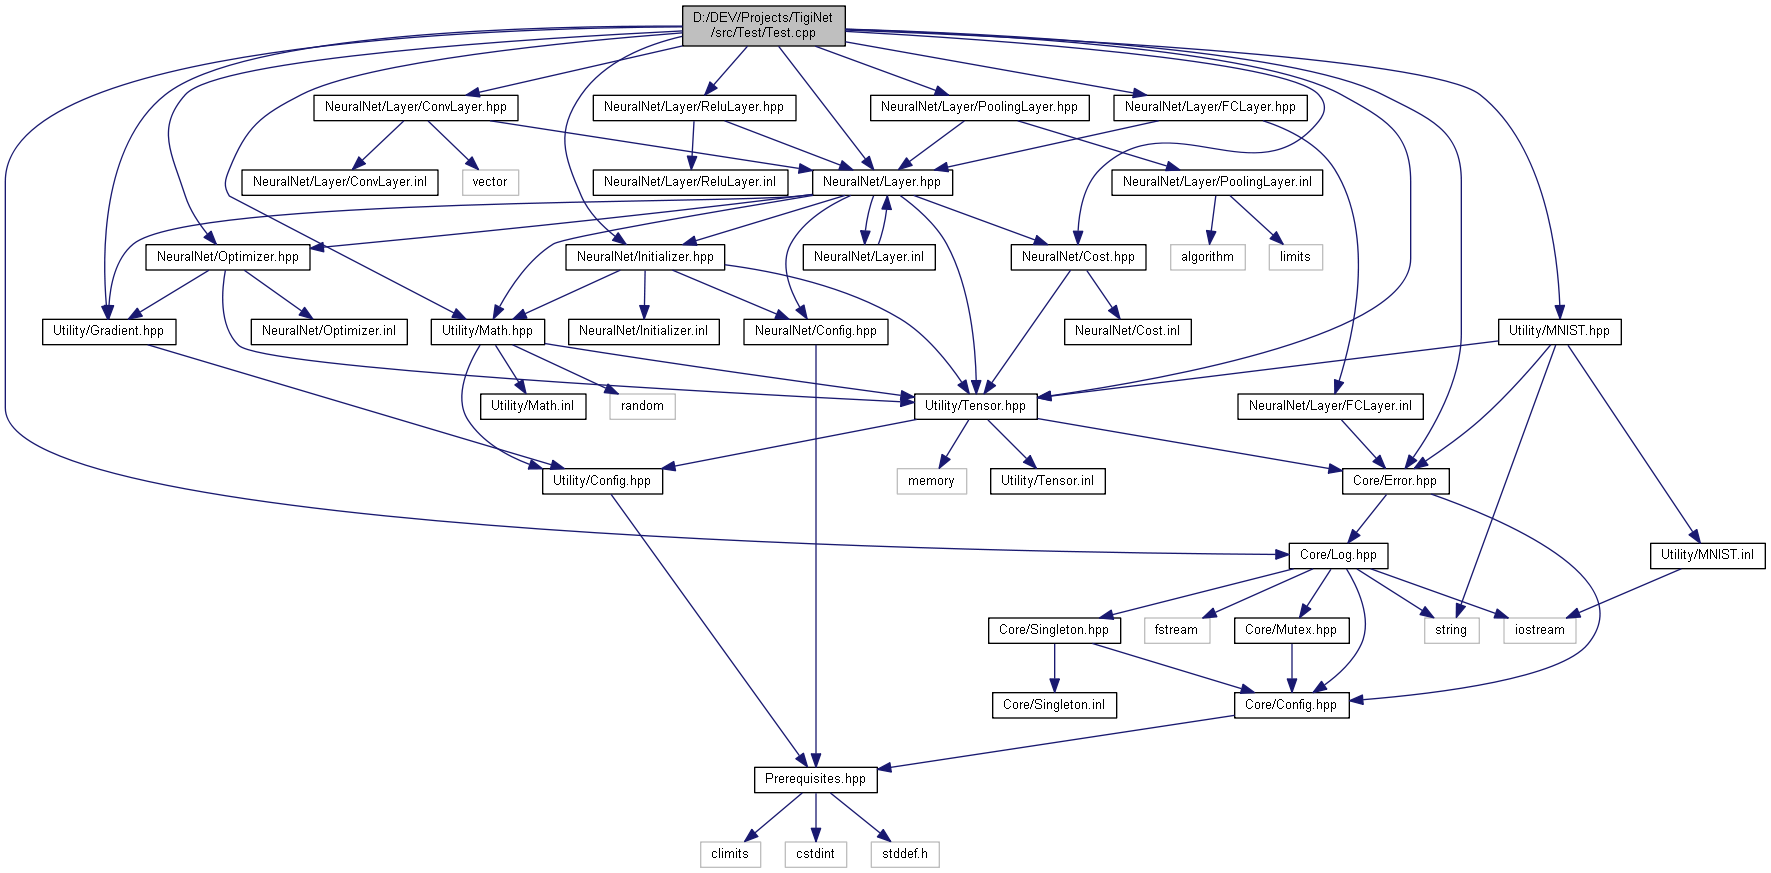 D:/DEV/Projects/TigiNet
/src/Test/Test.cpp
NeuralNet/Layer/ConvLayer.hpp
NeuralNet/Layer/ReluLayer.hpp
NeuralNet/Layer/PoolingLayer.hpp
NeuralNet/Layer/FCLayer.hpp
NeuralNet/Layer/ConvLayer.inl
vector
NeuralNet/Layer/ReluLayer.inl
NeuralNet/Layer.hpp
NeuralNet/Layer/PoolingLayer.inl
NeuralNet/Optimizer.hpp
NeuralNet/Initializer.hpp
NeuralNet/Layer.inl
NeuralNet/Cost.hpp
algorithm
limits
Utility/Gradient.hpp
NeuralNet/Optimizer.inl
Utility/Math.hpp
NeuralNet/Initializer.inl
NeuralNet/Config.hpp
NeuralNet/Cost.inl
Utility/MNIST.hpp
Utility/Math.inl
random
Utility/Tensor.hpp
NeuralNet/Layer/FCLayer.inl
Utility/Config.hpp
memory
Utility/Tensor.inl
Core/Error.hpp
Core/Log.hpp
Utility/MNIST.inl
Core/Singleton.hpp
fstream
Core/Mutex.hpp
string
iostream
Core/Singleton.inl
Core/Config.hpp
Prerequisites.hpp
climits
cstdint
stddef.h